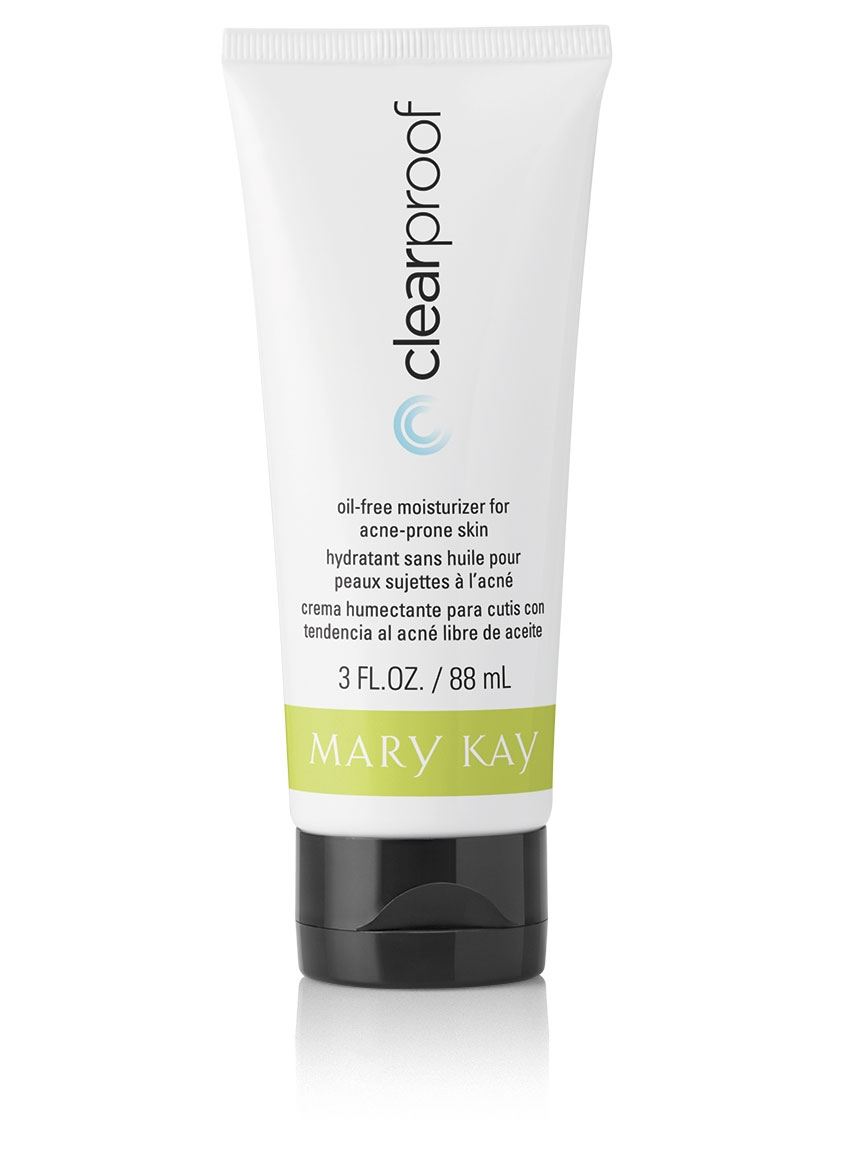 clearproof
oil-free moisturizer for
acne-prone skin
hydratant sans huile pour
peaux sujettes à l'acné
crema humectante para cutis con
tendencia al acné libre de aceite
3 FL.OZ. / 88 mL
MARY KAY